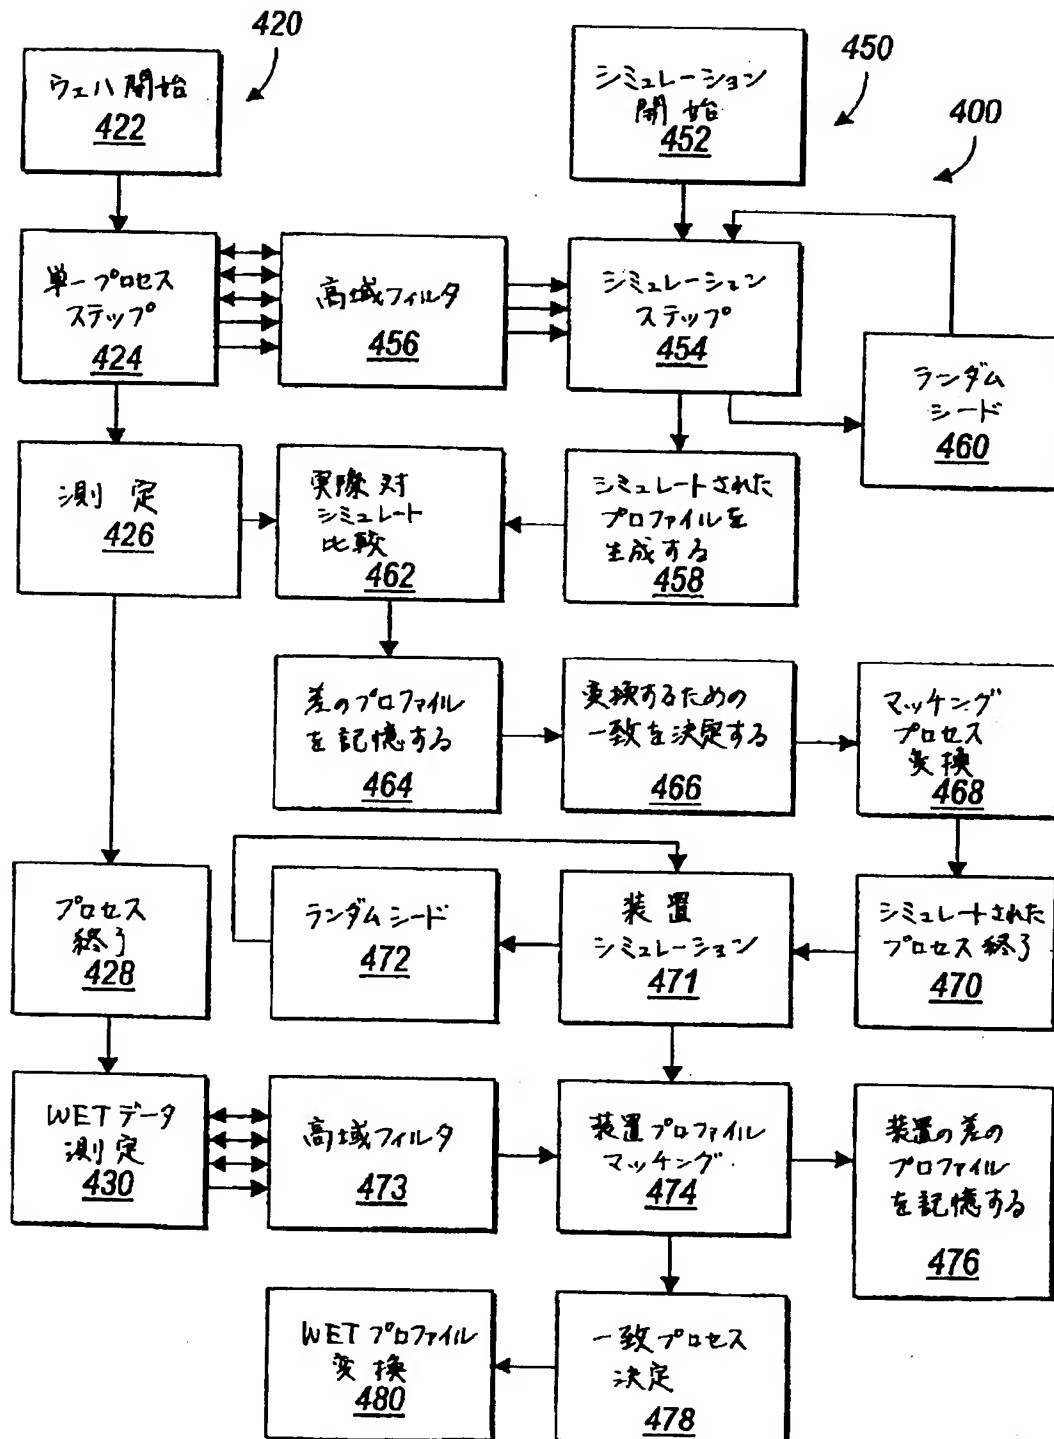 420
450
400
ウェハ開始
422
シミュレーション
開始
452
単一プロセス
ステップ
424
高域フィルタ
456
シミュレーション
ステップ
454
ランダム
シード
460
測定
426
実際対
シミュレート
比較
462
シミュレートされた
プロファイルを
生成する
458
差のプロファイル
を記憶する
464
変換するための
一致を決定する
466
マッチング
プロセス
変換
468
プロセス
終了
428
ランダムシード
472
装置
シミュレーション
471
シミュレートされた
プロセス終了
470
WETデータ
測定
430
高域フィルタ
473
装置プロファイル
マッチング
474
装置の差の
プロファイル
を記憶する
476
WETプロファイル
変換
480
一致プロセス
決定
478